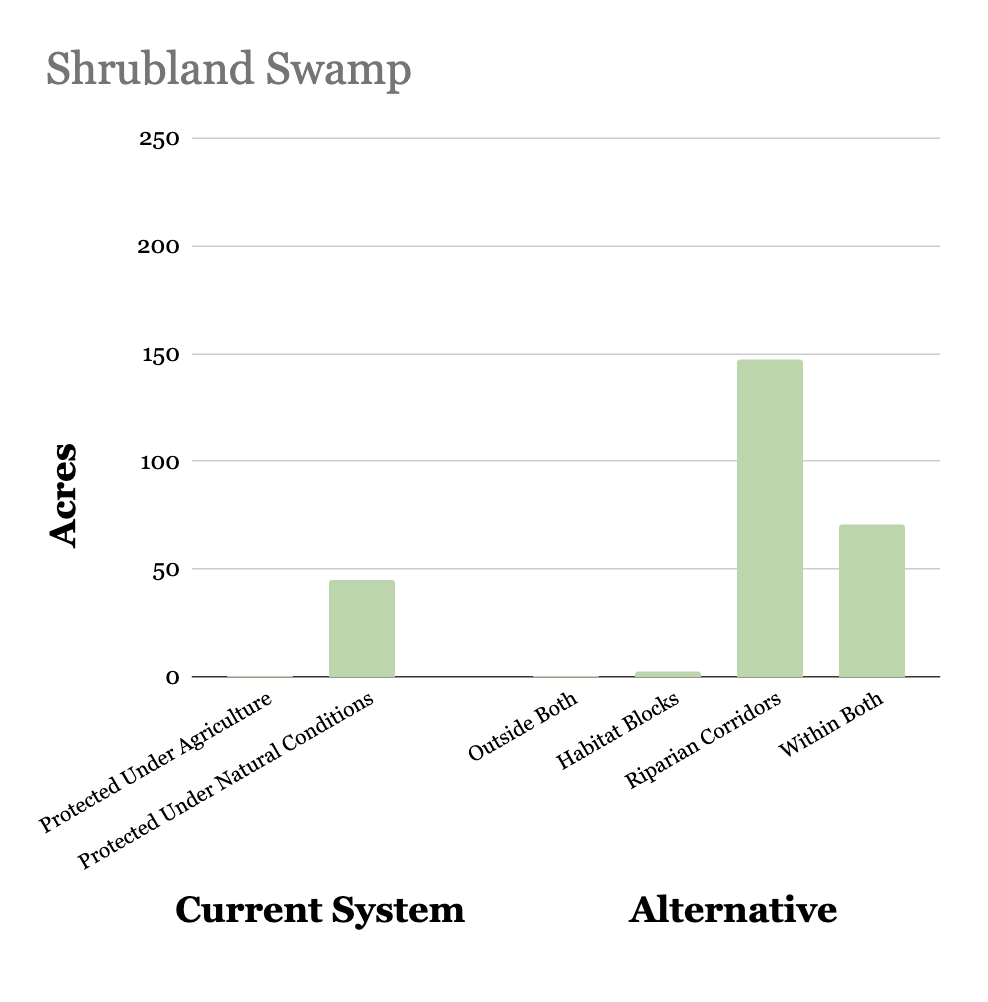 Shrubland Swamp
250
200
150
100
50
0
Acres
Protected Under Agriculture
Protected Under Natural Conditions
Outside Both
Habitat Blocks
Riparian Corridors
Within Both
Current System
Alternative